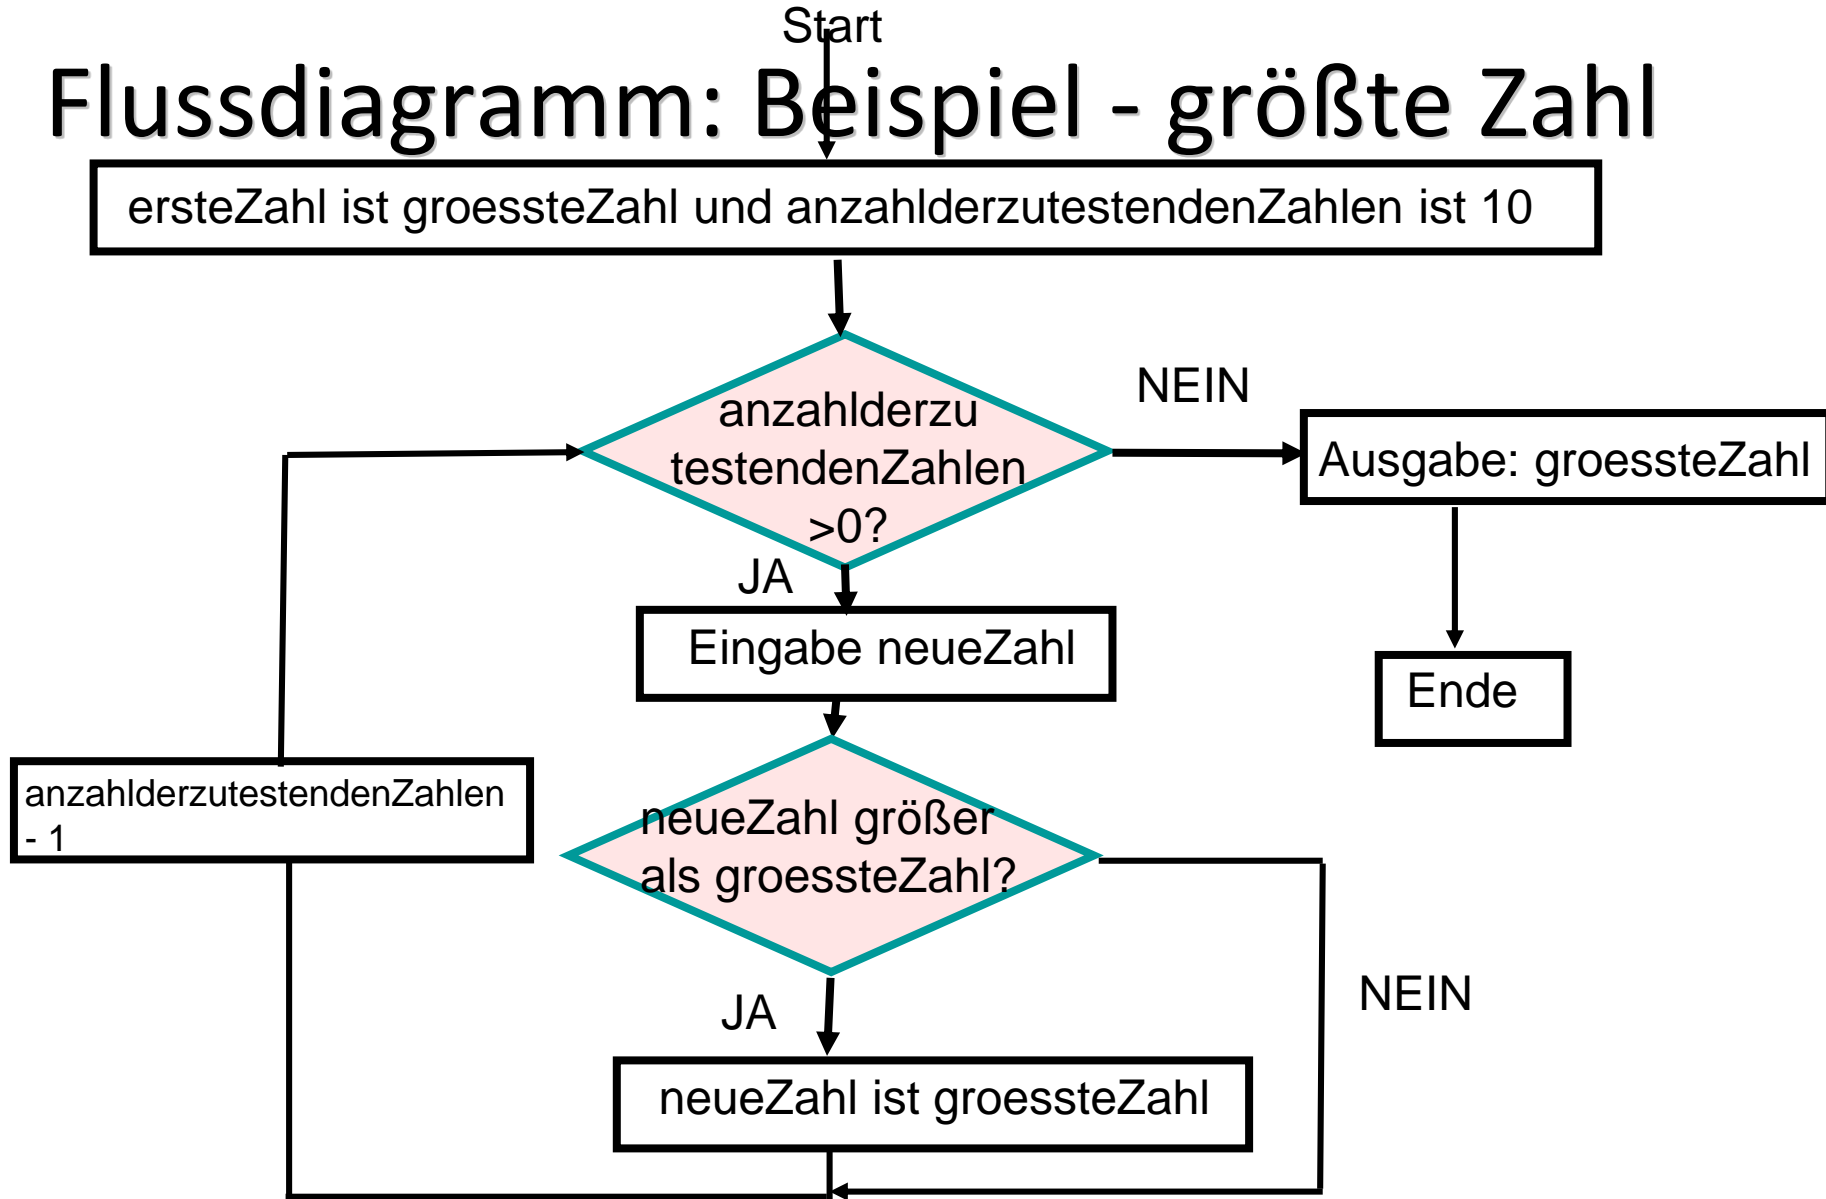 Start
Flussdiagramm: Beispiel - größte Zahl
ersteZahl ist groessteZahl und anzahlderzutestendenZahlen ist 10
anzahlderzu
testendenZahlen
>0?
NEIN
Ausgabe: groessteZahl
JA
Eingabe neueZahl
Ende
anzahlderzutestendenZahlen
- 1
neueZahl größer
als groessteZahl?
JA
NEIN
neueZahl ist groessteZahl